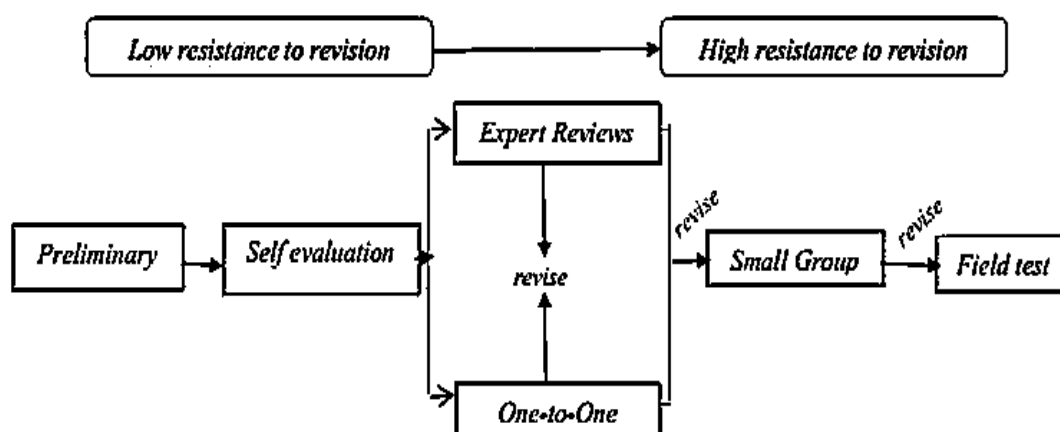 Low resistance to revision
High resistance to revision
Expert Reviews
Preliminary
Self evaluation
revise
revise
Small Group
revise
Field test
One-to-One